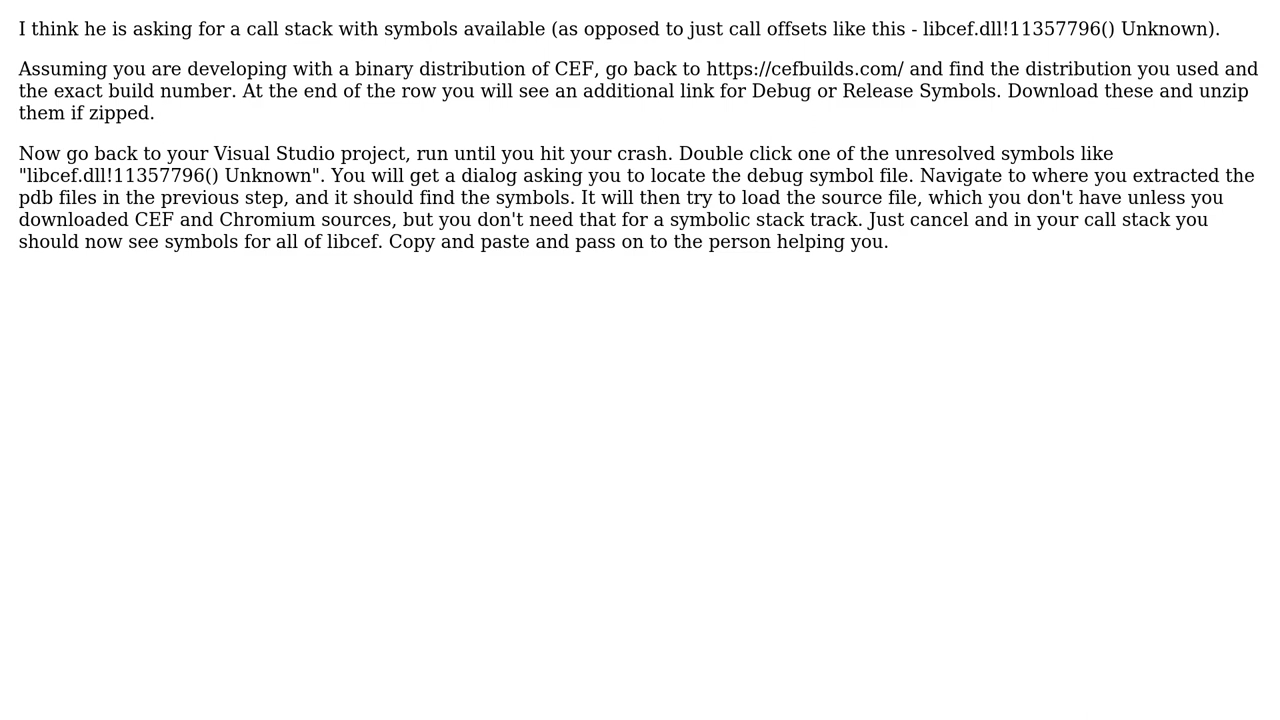 I think he is asking for a call stack with symbols available (as opposed to just call offsets like this - libcef.dll!11357796() Unknown).
Assuming you are developing with a binary distribution of CEF, go back to https://cefbuilds.com/ and find the distribution you used and
the exact build number. At the end of the row you will see an additional link for Debug or Release Symbols. Download these and unzip
them if zipped.
Now go back to your Visual Studio project, run until you hit your crash. Double click one of the unresolved symbols like
"libcef.dll!11357796() Unknown". You will get a dialog asking you to locate the debug symbol file. Navigate to where you extracted the
pdb files in the previous step, and it should find the symbols. It will then try to load the source file, which you don't have unless you
downloaded CEF and Chromium sources, but you don't need that for a symbolic stack track. Just cancel and in your call stack you
should now see symbols for all of libcef. Copy and paste and pass on to the person helping you.